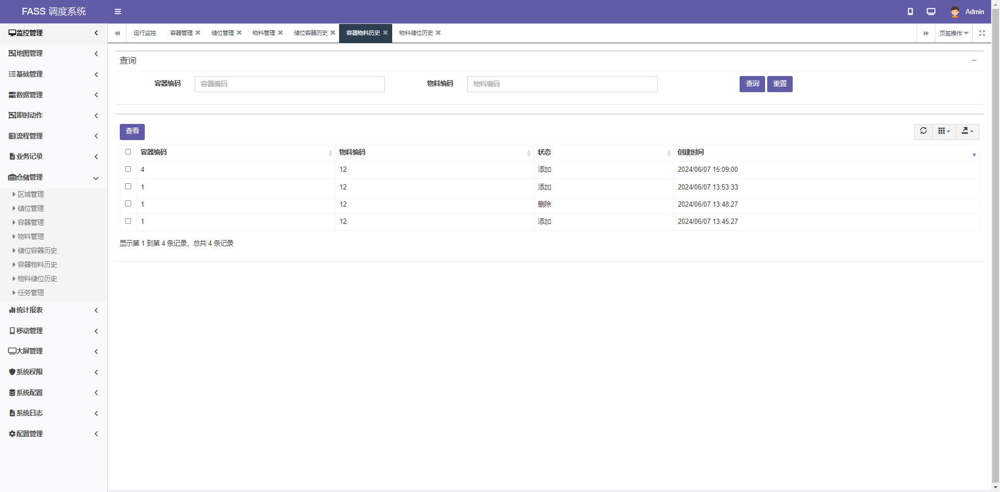 FASS 调度系统
Admin
监控管理
地图管理
基础管理
数据管理
即时动作
流程管理
业务记录
仓储管理
区域管理
储位管理
容器管理
物料管理
储位容器历史
容器物料历史
物料储位历史
任务管理
统计报表
移动管理
大屏管理
系统权限
系统配置
系统日志
配置管理
运行监控 容器管理 储位管理 物料管理 储位容器历史 容器物料历史 物料储位历史 页签操作
查询
容器编码 容器编码 物料编码 物料编码 查询 重置
查看
容器编码 物料编码 状态 创建时间
4 12 添加 2024/06/07 15:09:00
1 12 添加 2024/06/07 13:53:33
1 12 删除 2024/06/07 13:48:27
1 12 添加 2024/06/07 13:45:27
显示第 1 到第 4 条记录，总共 4 条记录